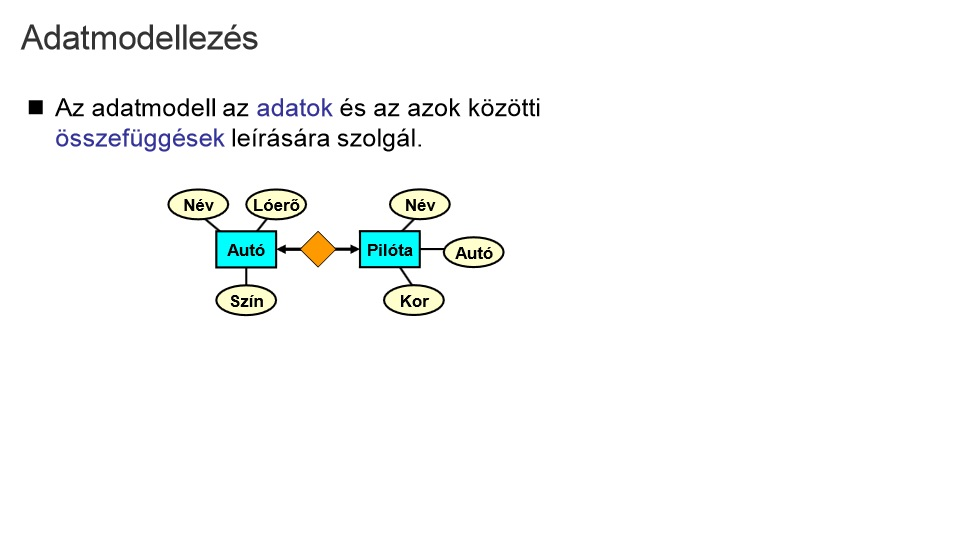 Adatmodellezés
Az adatmodell az adatok és az azok közötti
összefüggések leírására szolgál.
Név
Lóerő
Név
Autó
Pilóta
Autó
Szín
Kor